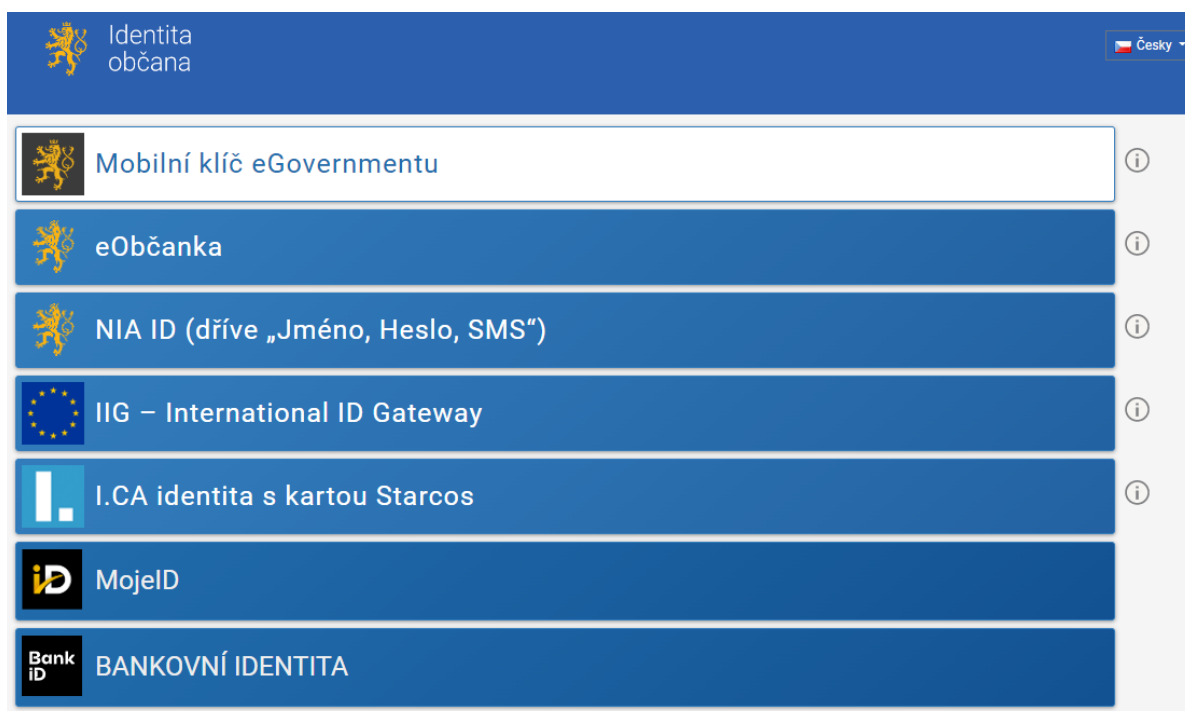 Identita
občana
Česky
Mobilní klíč eGovernmentu
eObčanka
NIA ID (dříve „Jméno, Heslo, SMS“)
IIG – International ID Gateway
I.CA identita s kartou Starcos
MojeID
Bank
iD
BANKOVNÍ IDENTITA